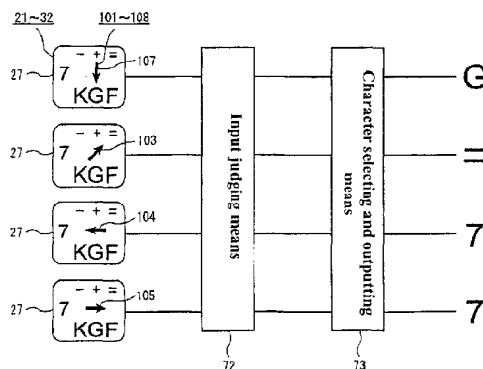 21~32
101~108
- + =
7
107
KGF
27
G
- + =
7
103
KGF
27
=
- + =
7
104
KGF
27
7
- + =
7
105
KGF
27
7
Input judging means
Character selecting and outputting
means
72
73